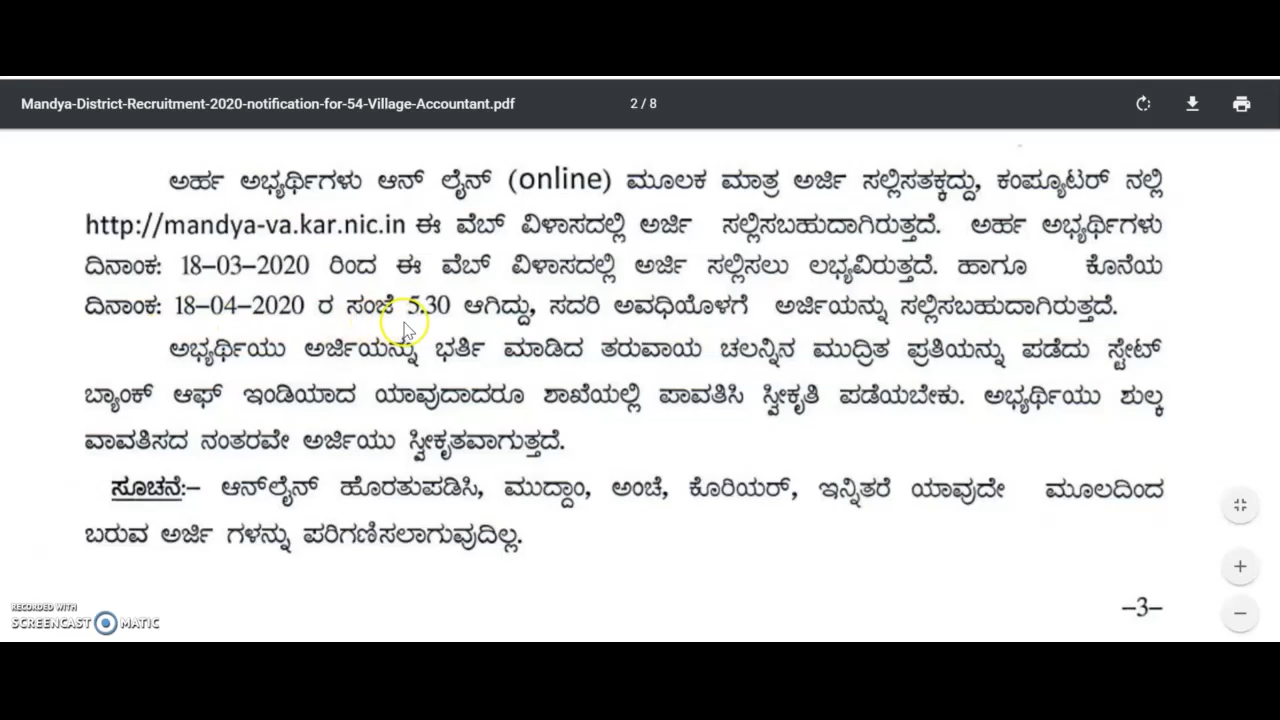 Mandya-District-Recruitment-2020-notification-for-54-Village-Accountant.pdf 2 / 8
ಅರ್ಹ ಅಭ್ಯರ್ಥಿಗಳು ಆನ್ ಲೈನ್ (online) ಮೂಲಕ ಮಾತ್ರ ಅರ್ಜಿ ಸಲ್ಲಿಸತಕ್ಕದ್ದು, ಕಂಪ್ಯೂಟರ್ ನಲ್ಲಿ
http://mandya-va.kar.nic.in ಈ ವೆಬ್ ವಿಳಾಸದಲ್ಲಿ ಅರ್ಜಿ ಸಲ್ಲಿಸಬಹುದಾಗಿರುತ್ತದೆ. ಅರ್ಹ ಅಭ್ಯರ್ಥಿಗಳು
ದಿನಾಂಕ: 18-03-2020 ರಿಂದ ಈ ವೆಬ್ ವಿಳಾಸದಲ್ಲಿ ಅರ್ಜಿ ಸಲ್ಲಿಸಲು ಲಭ್ಯವಿರುತ್ತದೆ. ಹಾಗೂ ಕೊನೆಯ
ದಿನಾಂಕ: 18-04-2020 ರ ಸಂಜೆ 5.30 ಆಗಿದ್ದು, ಸದರಿ ಅವಧಿಯೊಳಗೆ ಅರ್ಜಿಯನ್ನು ಸಲ್ಲಿಸಬಹುದಾಗಿರುತ್ತದೆ.
ಅಭ್ಯರ್ಥಿಯು ಅರ್ಜಿಯನ್ನು ಭರ್ತಿ ಮಾಡಿದ ತರುವಾಯ ಚಲನ್ನಿನ ಮುದ್ರಿತ ಪ್ರತಿಯನ್ನು ಪಡೆದು ಸ್ಟೇಟ್
ಬ್ಯಾಂಕ್ ಆಫ್ ಇಂಡಿಯಾದ ಯಾವುದಾದರೂ ಶಾಖೆಯಲ್ಲಿ ಪಾವತಿಸಿ ಸ್ವೀಕೃತಿ ಪಡೆಯಬೇಕು. ಅಭ್ಯರ್ಥಿಯು ಶುಲ್ಕ
ವಾವತಿಸದ ನಂತರವೇ ಅರ್ಜಿಯು ಸ್ವೀಕೃತವಾಗುತ್ತದೆ.
ಸೂಚನೆ:- ಆನ್‌ಲೈನ್ ಹೊರತುಪಡಿಸಿ, ಮುದ್ದಾಂ, ಅಂಚೆ, ಕೊರಿಯರ್, ಇನ್ನಿತರೆ ಯಾವುದೇ ಮೂಲದಿಂದ
ಬರುವ ಅರ್ಜಿ ಗಳನ್ನು ಪರಿಗಣಿಸಲಾಗುವುದಿಲ್ಲ.
-3-
RECORDED WITH
SCREENCAST MATIC